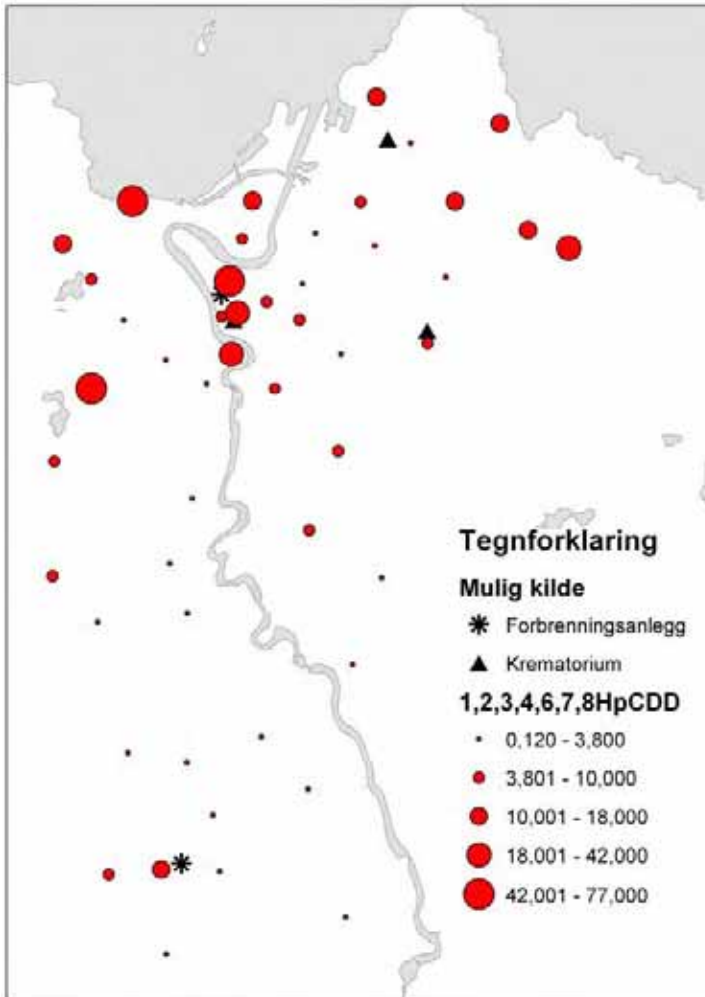 Tegnforklaring
Mulig kilde
Forbrenningsanlegg
Krematorium
1,2,3,4,6,7,8HpCDD
0,120 - 3,800
3,801 - 10,000
10,001 - 18,000
18,001 - 42,000
42,001 - 77,000